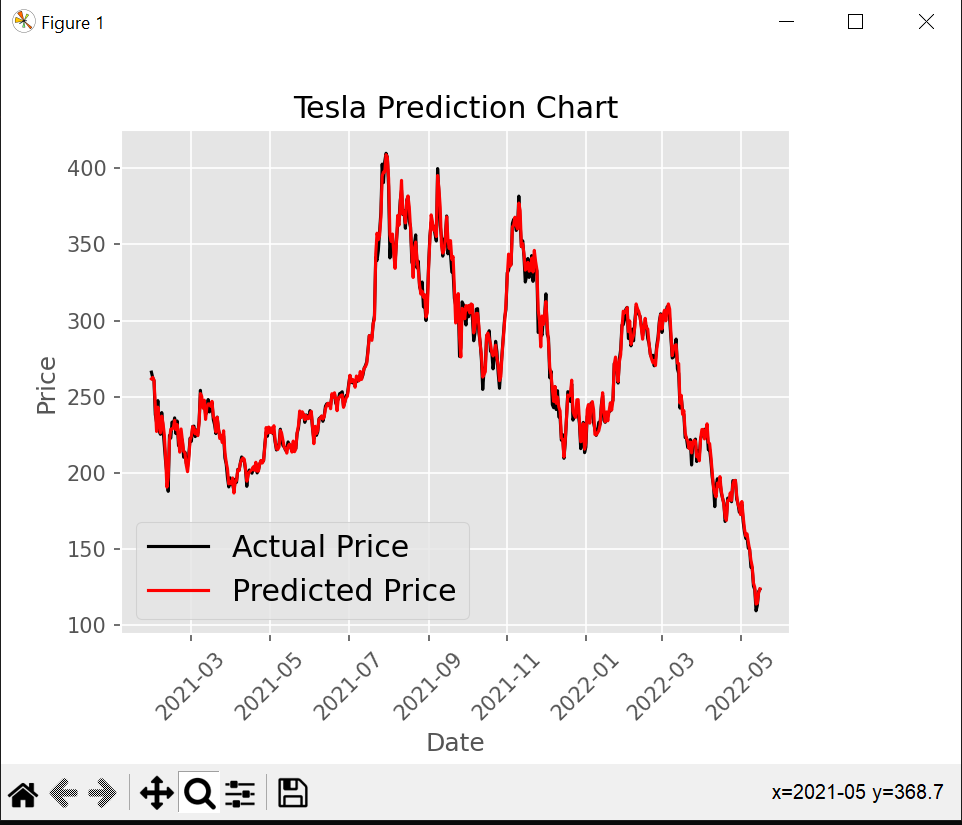 Figure 1
Tesla Prediction Chart
400
350
300
250
200
150
100
Price
Actual Price
Predicted Price
2021-03
2021-05
2021-07
2021-09
2021-11
2022-01
2022-03
2022-05
Date
x=2021-05 y=368.7